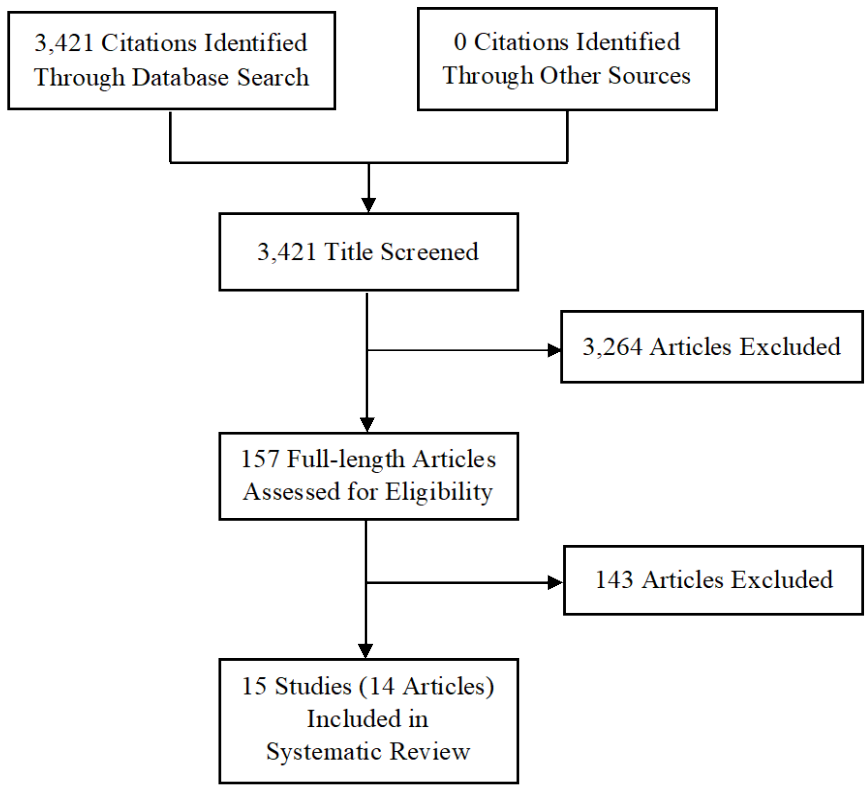 3,421 Citations Identified
Through Database Search
0 Citations Identified
Through Other Sources
3,421 Title Screened
3,264 Articles Excluded
157 Full-length Articles
Assessed for Eligibility
143 Articles Excluded
15 Studies (14 Articles)
Included in
Systematic Review